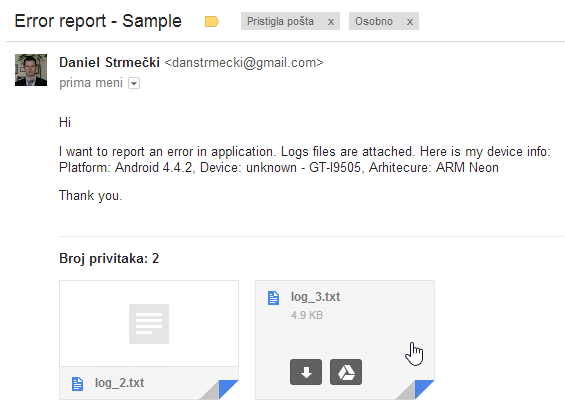 Error report - Sample
Pristigla pošta x
Osobno x
Daniel Strmečki <danstrmecki@gmail.com>
prima meni
Hi
I want to report an error in application. Logs files are attached. Here is my device info:
Platform: Android 4.4.2, Device: unknown - GT-I9505, Arhitecure: ARM Neon
Thank you.
Broj privitaka: 2
log_2.txt
log_3.txt
4.9 KB